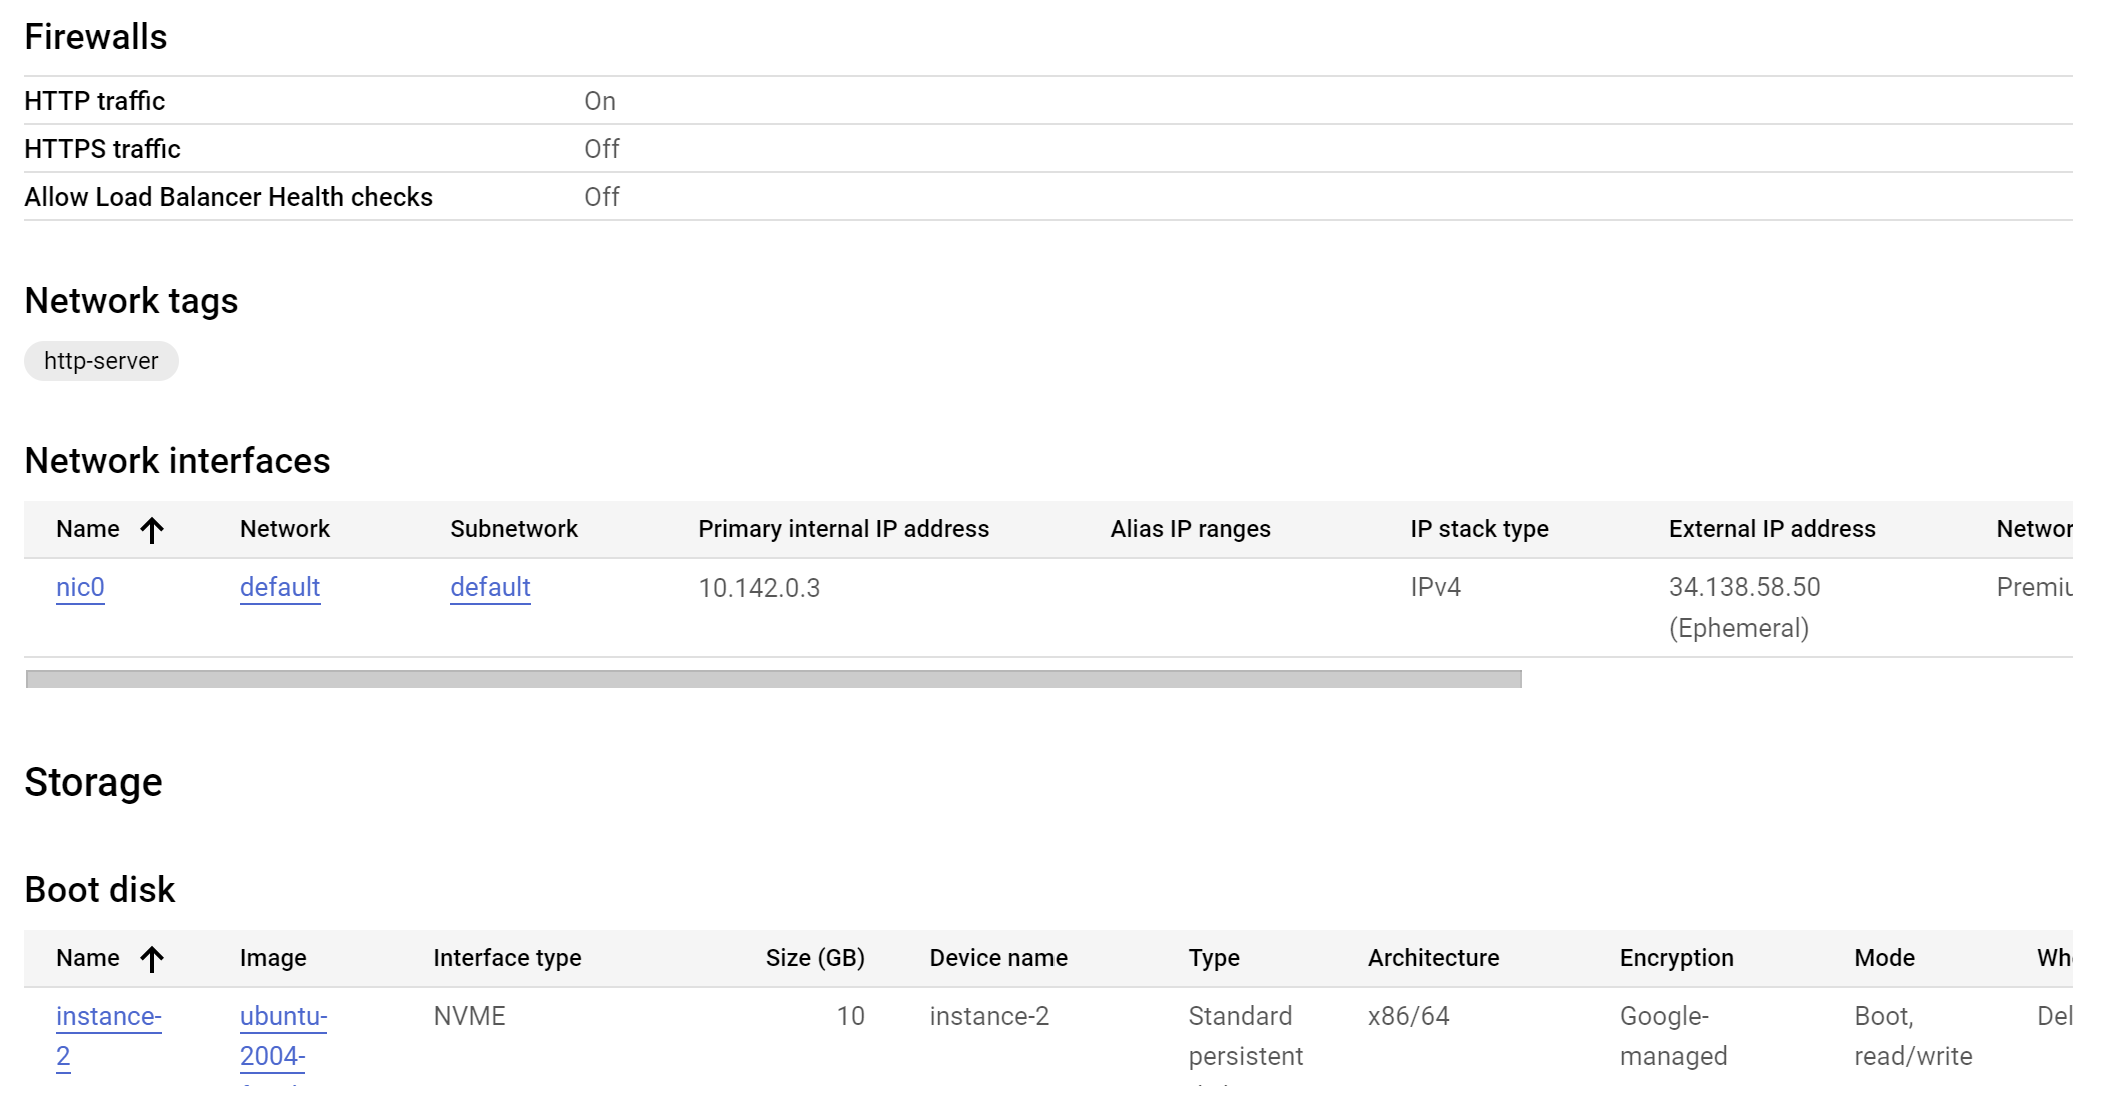 Firewalls
HTTP traffic On
HTTPS traffic Off
Allow Load Balancer Health checks Off
Network tags
http-server
Network interfaces
Name Network Subnetwork Primary internal IP address Alias IP ranges IP stack type External IP address Networ
nic0 default default 10.142.0.3 IPv4 34.138.58.50 Premiu
(Ephemeral)
Storage
Boot disk
Name Image Interface type Size (GB) Device name Type Architecture Encryption Mode Whe
instance- ubuntu- NVME 10 instance-2 Standard x86/64 Google- Boot, Del
2 2004- persistent managed read/write